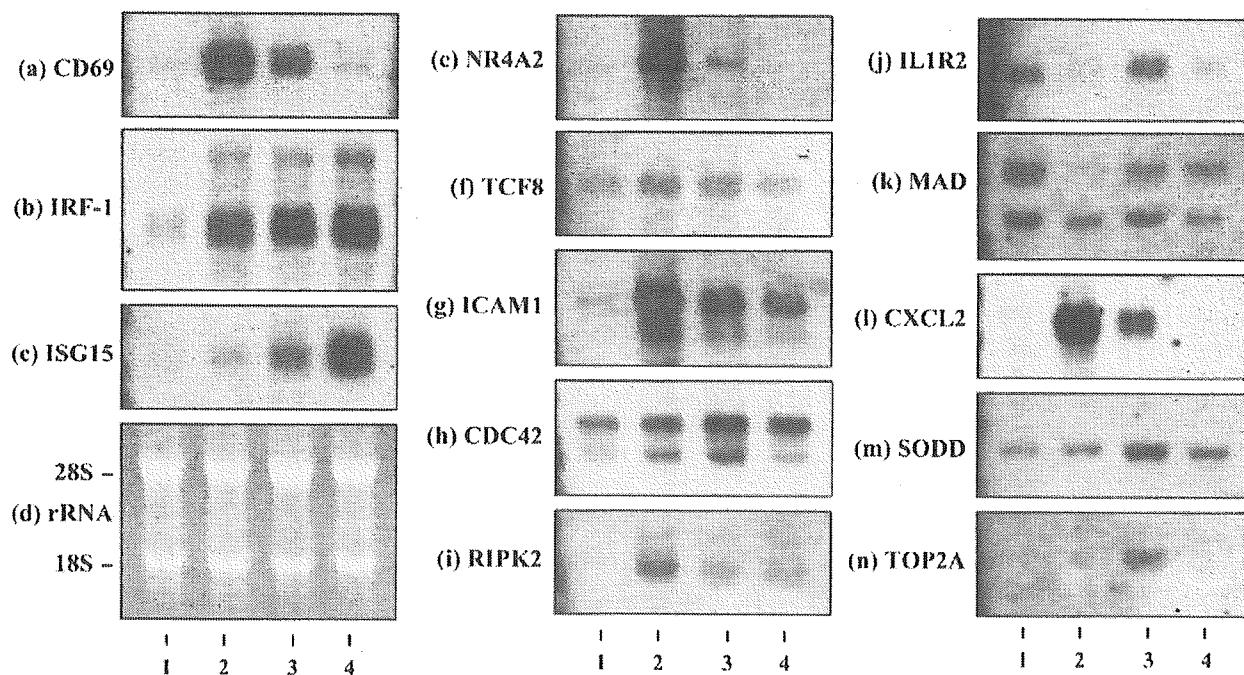 (a) CD69
(b) IRF-1
(c) ISG15
28S –
(d) rRNA
18S –
1 2 3 4
(e) NR4A2
(f) TCF8
(g) ICAM1
(h) CDC42
(i) RIPK2
1 2 3 4
(j) IL1R2
(k) MAD
(l) CXCL2
(m) SODD
(n) TOP2A
1 2 3 4